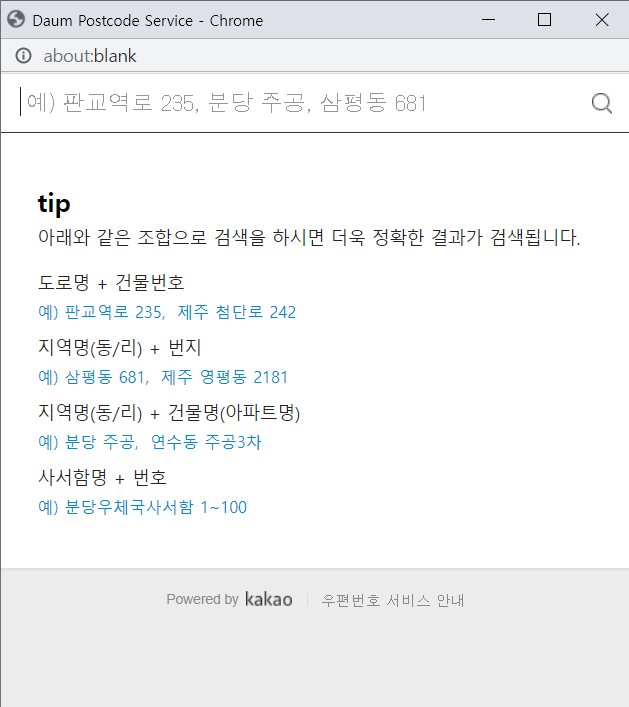 Daum Postcode Service - Chrome
about:blank
예) 판교역로 235, 분당 주공, 삼평동 681
tip
아래와 같은 조합으로 검색을 하시면 더욱 정확한 결과가 검색됩니다.
도로명 + 건물번호
예) 판교역로 235, 제주 첨단로 242
지역명(동/리) + 번지
예) 삼평동 681, 제주 영평동 2181
지역명(동/리) + 건물명(아파트명)
예) 분당 주공, 연수동 주공3차
사서함명 + 번호
예) 분당우체국사서함 1~100
Powered by kakao 우편번호 서비스 안내